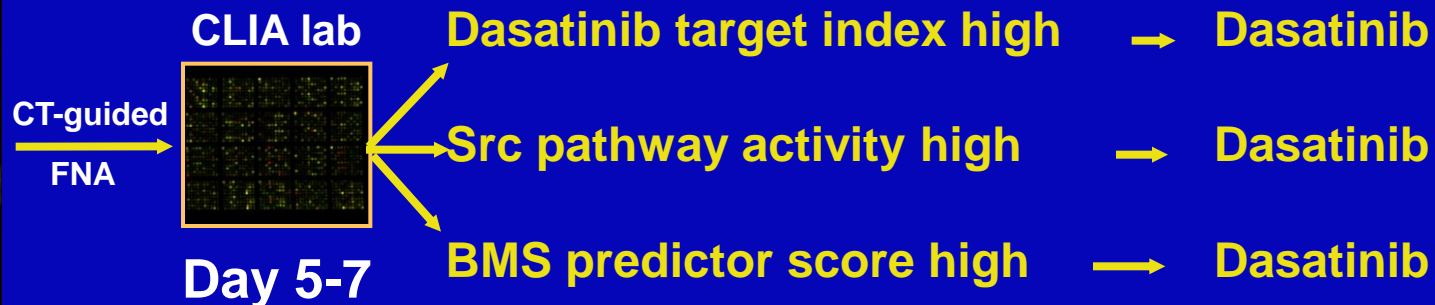 CT-guided
FNA
CLIA lab
Day 5-7
Dasatinib target index high
Dasatinib
Src pathway activity high
Dasatinib
BMS predictor score high
Dasatinib